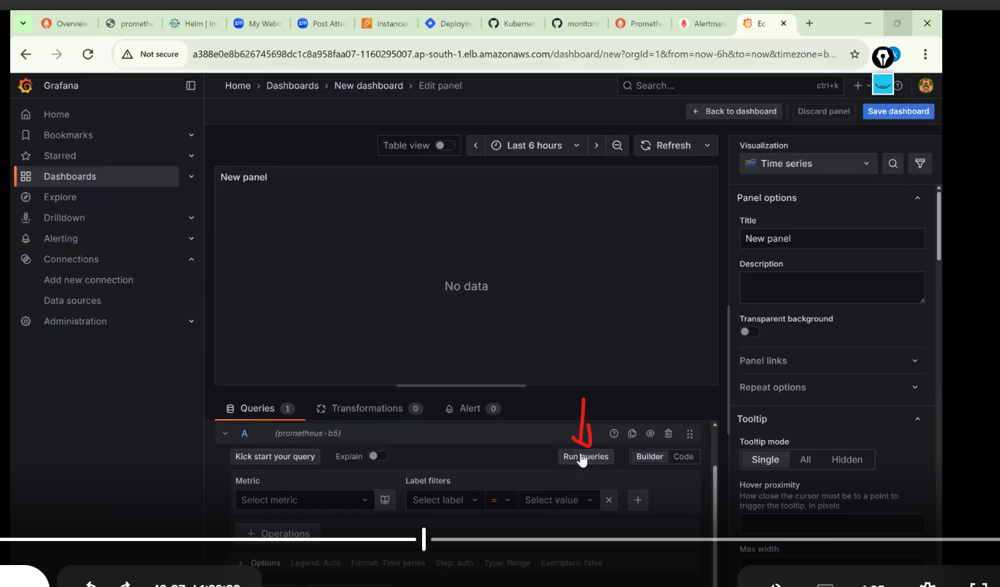 Overview
prometh
Helm | In
My Webin
Post Atte
Instances
Deployin
Kubernet
monitorin
Promethe
Alertman
Ec
Not secure
a388e0e8b626745698dc1c8a958faa07-1160295007.ap-south-1.elb.amazonaws.com/dashboard/new?orgId=1&from=now-6h&to=now&timezone=b...
Grafana
Home › Dashboards › New dashboard › Edit panel
Search...
ctrl+k
Home
Bookmarks
Starred
Dashboards
Explore
Drilldown
Alerting
Connections
Add new connection
Data sources
Administration
Back to dashboard
Discard panel
Save dashboard
Table view
Last 6 hours
Refresh
New panel
No data
Visualization
Time series
Panel options
Title
New panel
Description
Transparent background
Panel links
Repeat options
Tooltip
Tooltip mode
Single All Hidden
Hover proximity
How close the cursor must be to a point to
trigger the tooltip, in pixels
Max width
Queries 1
Transformations 0
Alert 0
A (prometheus-b5)
Kick start your query
Explain
Run queries
Builder Code
Metric
Label filters
Select metric
Select label = Select value
+ Operations
Options Legend: Auto Format: Time series Step: auto Type: Range Exemplars: false